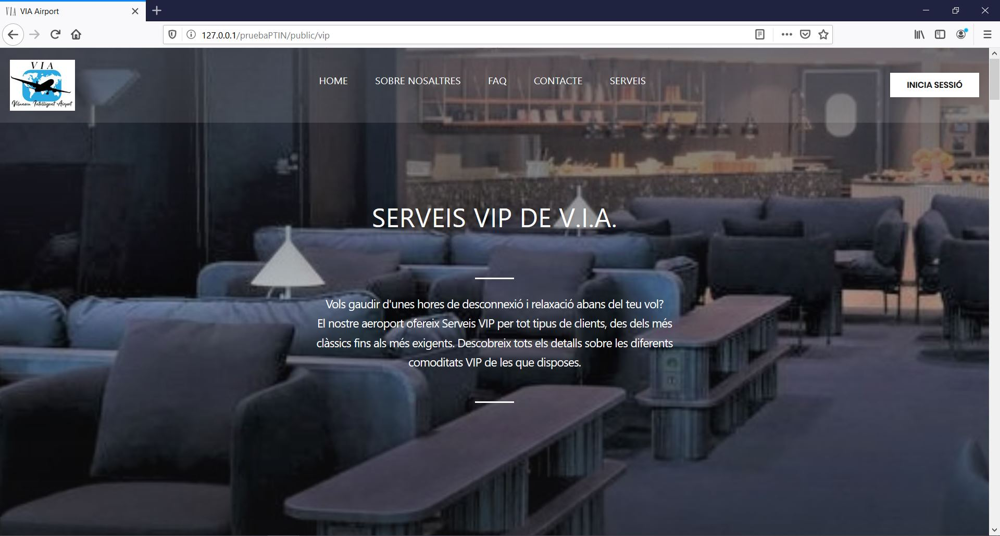 VIA Airport
127.0.0.1/pruebaPTIN/public/vip
VIA
Vilanova Intelligent Airport
HOME
SOBRE NOSALTRES
FAQ
CONTACTE
SERVEIS
INICIA SESSIÓ
SERVEIS VIP DE V.I.A.
Vols gaudir d'unes hores de desconnexió i relaxació abans del teu vol?
El nostre aeroport ofereix Serveis VIP per tot tipus de clients, des dels més
clàssics fins als més exigents. Descobreix tots els detalls sobre les diferents
comoditats VIP de les que disposes.